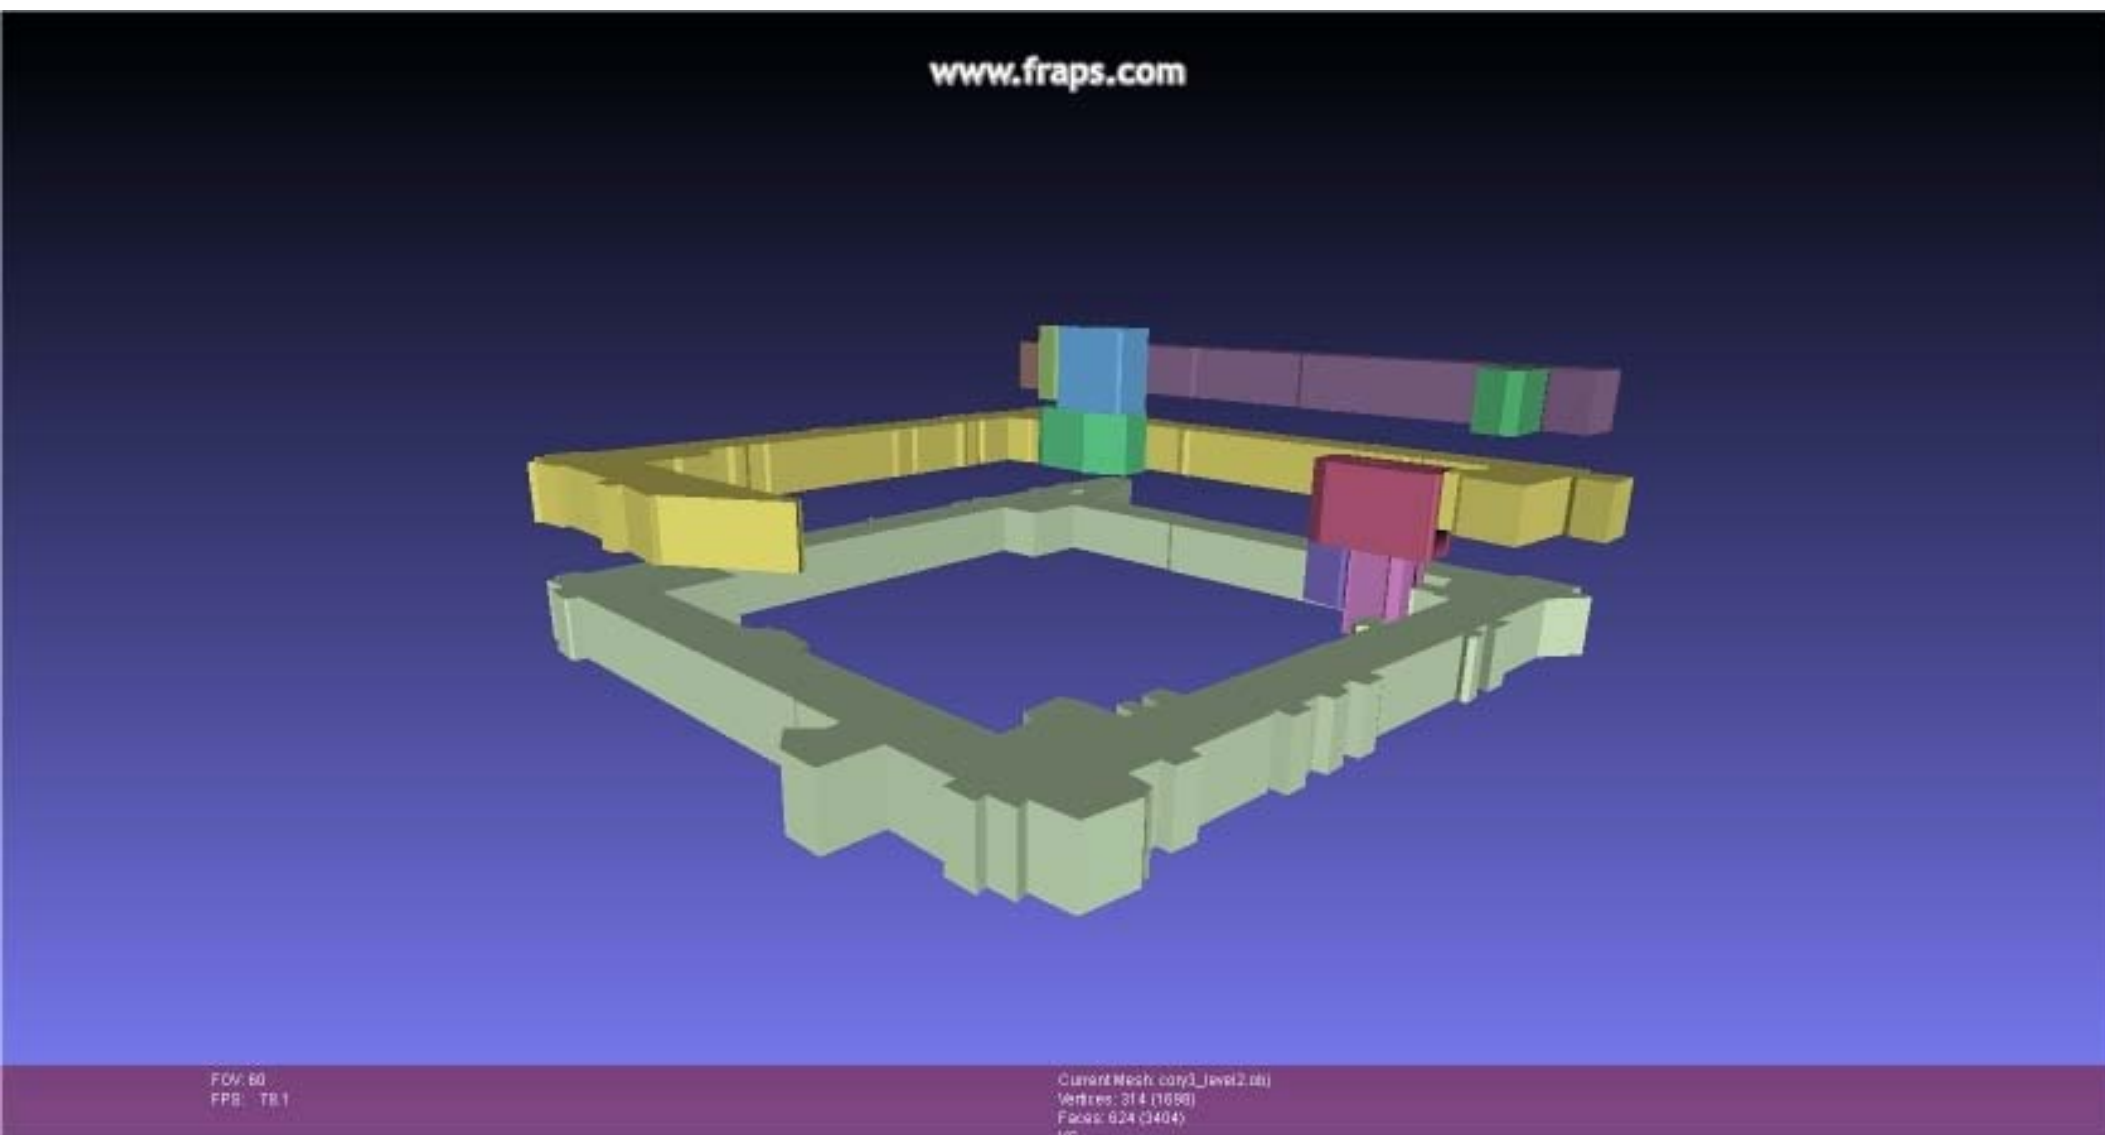 www.fraps.com
FOV: 60
FPS: 78.1
Current Mesh: cory3_level2.obj
Vertices: 314 (1698)
Faces: 624 (3404)